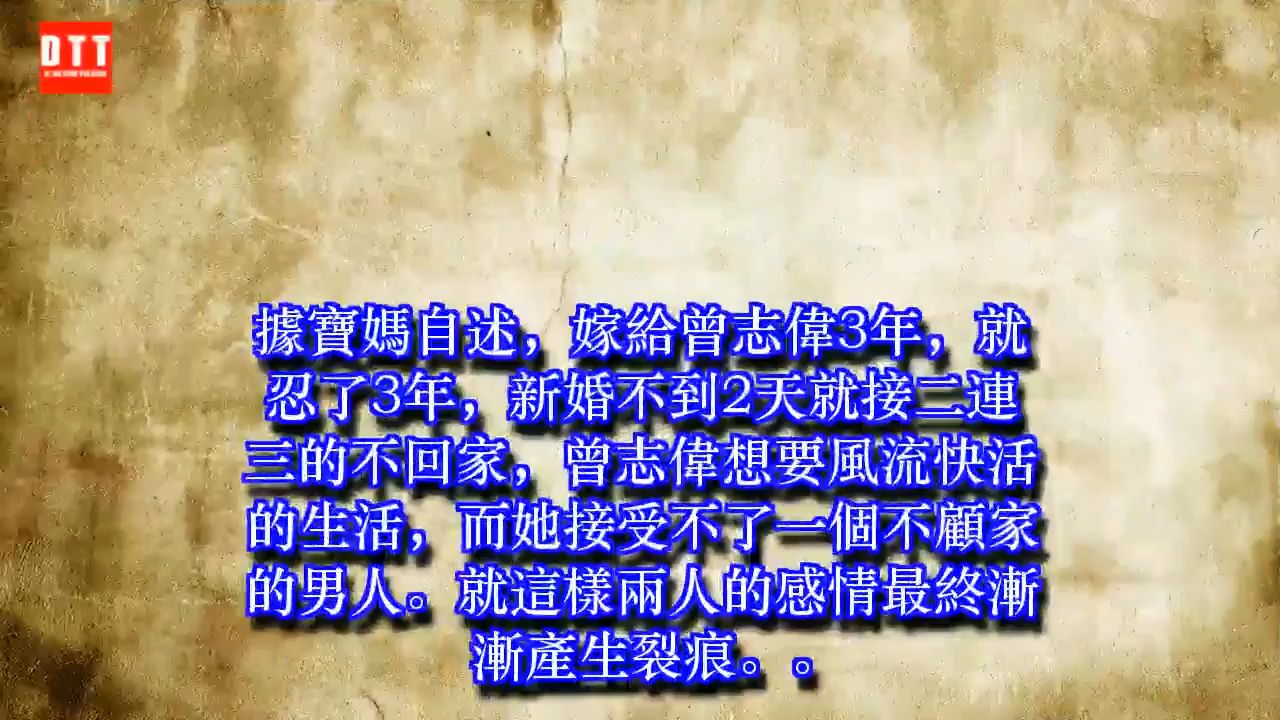 DTT
據寶媽自述，嫁給曾志偉3年，就
忍了3年，新婚不到2天就接二連
三的不回家，曾志偉想要風流快活
的生活，而她接受不了一個不顧家
的男人。就這樣兩人的感情最終漸
漸產生裂痕。。